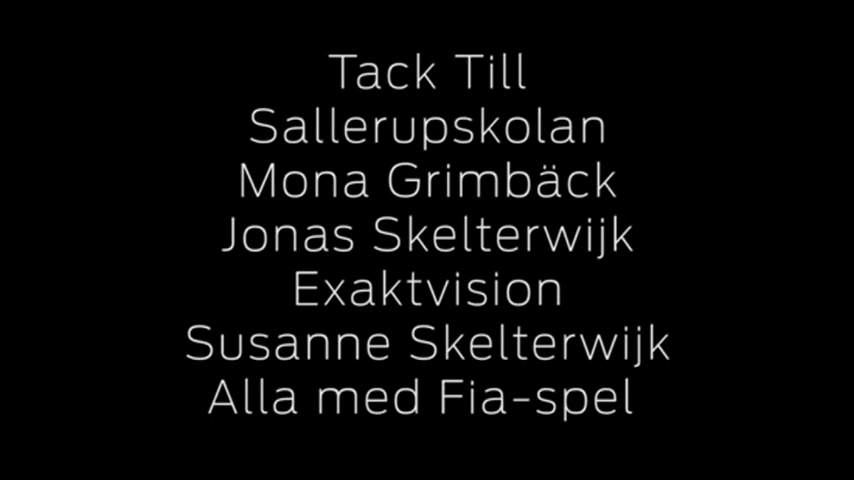 Tack Till
Sallerupskolan
Mona Grimbäck
Jonas Skelterwijk
Exaktvision
Susanne Skelterwijk
Alla med Fia-spel